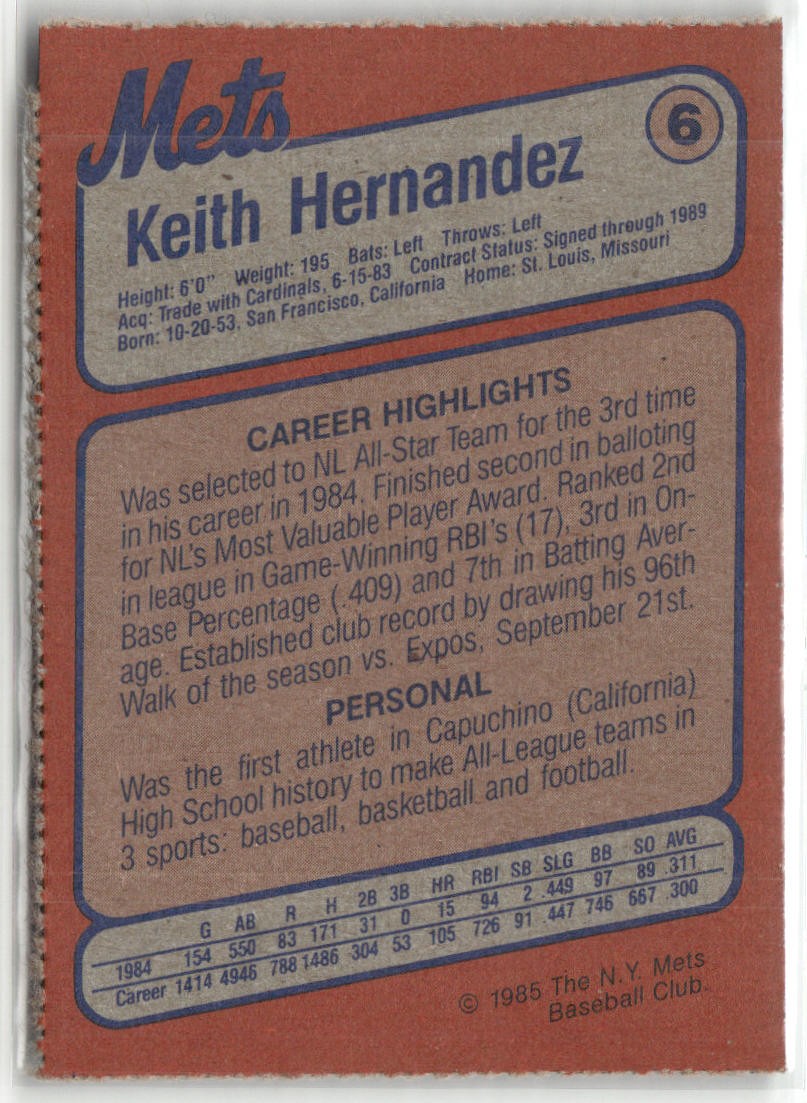 Mets
6
Keith Hernandez
Height: 6'0" Weight: 195 Bats: Left Throws: Left
Acq: Trade with Cardinals, 6-15-83 Contract Status: Signed through 1989
Born: 10-20-53, San Francisco, California Home: St. Louis, Missouri
CAREER HIGHLIGHTS
Was selected to NL All-Star Team for the 3rd time
in his career in 1984. Finished second in balloting
for NL's Most Valuable Player Award. Ranked 2nd
in league in Game-Winning RBI's (17), 3rd in On-
Base Percentage (.409) and 7th in Batting Aver-
age. Established club record by drawing his 96th
Walk of the season vs. Expos, September 21st.
PERSONAL
Was the first athlete in Capuchino (California)
High School history to make All-League teams in
3 sports: baseball, basketball and football.
G AB R H 2B 3B HR RBI SB SLG BB SO AVG
1984 154 550 83 171 31 0 15 94 2 .449 97 89 .311
Career 1414 4946 788 1486 304 53 105 726 91 447 746 667 .300
© 1985 The N.Y. Mets
Baseball Club.